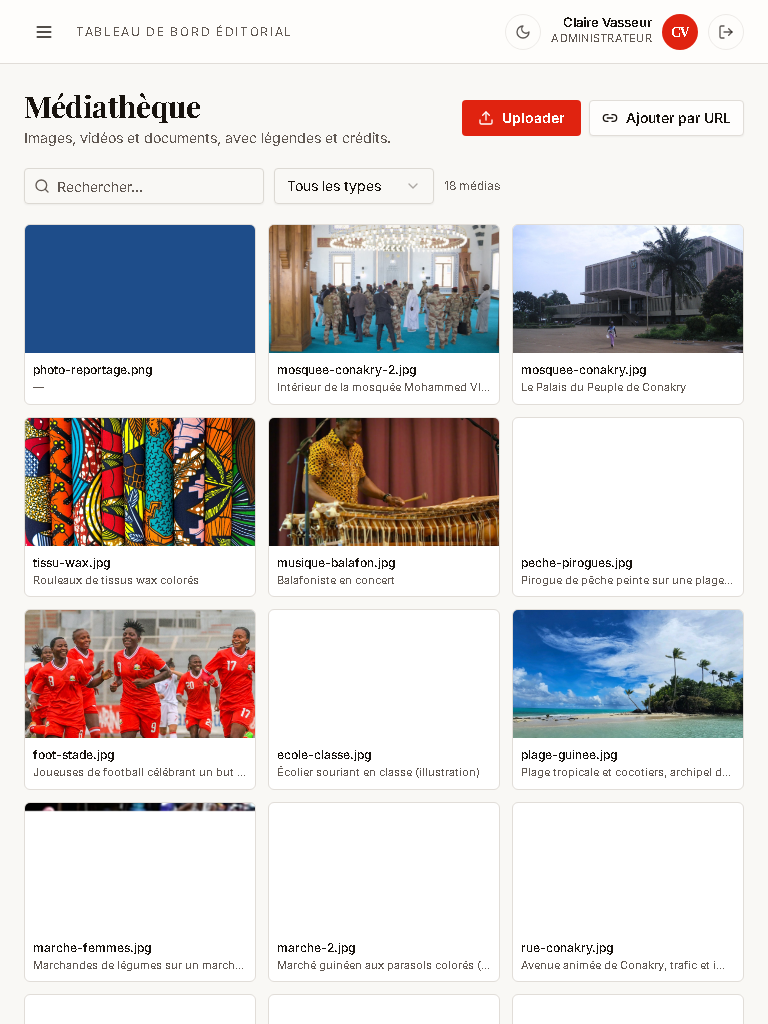 TABLEAU DE BORD ÉDITORIAL
Claire Vasseur
ADMINISTRATEUR
CV
Médiathèque
Images, vidéos et documents, avec légendes et crédits.
Uploader
Ajouter par URL
Rechercher...
Tous les types
18 médias
photo-reportage.png
—
mosquee-conakry-2.jpg
Intérieur de la mosquée Mohammed VI...
mosquee-conakry.jpg
Le Palais du Peuple de Conakry
tissu-wax.jpg
Rouleaux de tissus wax colorés
musique-balafon.jpg
Balafoniste en concert
peche-pirogues.jpg
Pirogue de pêche peinte sur une plage...
foot-stade.jpg
Joueuses de football célébrant un but ...
ecole-classe.jpg
Écolier souriant en classe (illustration)
plage-guinee.jpg
Plage tropicale et cocotiers, archipel d...
marche-femmes.jpg
Marchandes de légumes sur un march...
marche-2.jpg
Marché guinéen aux parasols colorés (...
rue-conakry.jpg
Avenue animée de Conakry, trafic et i...